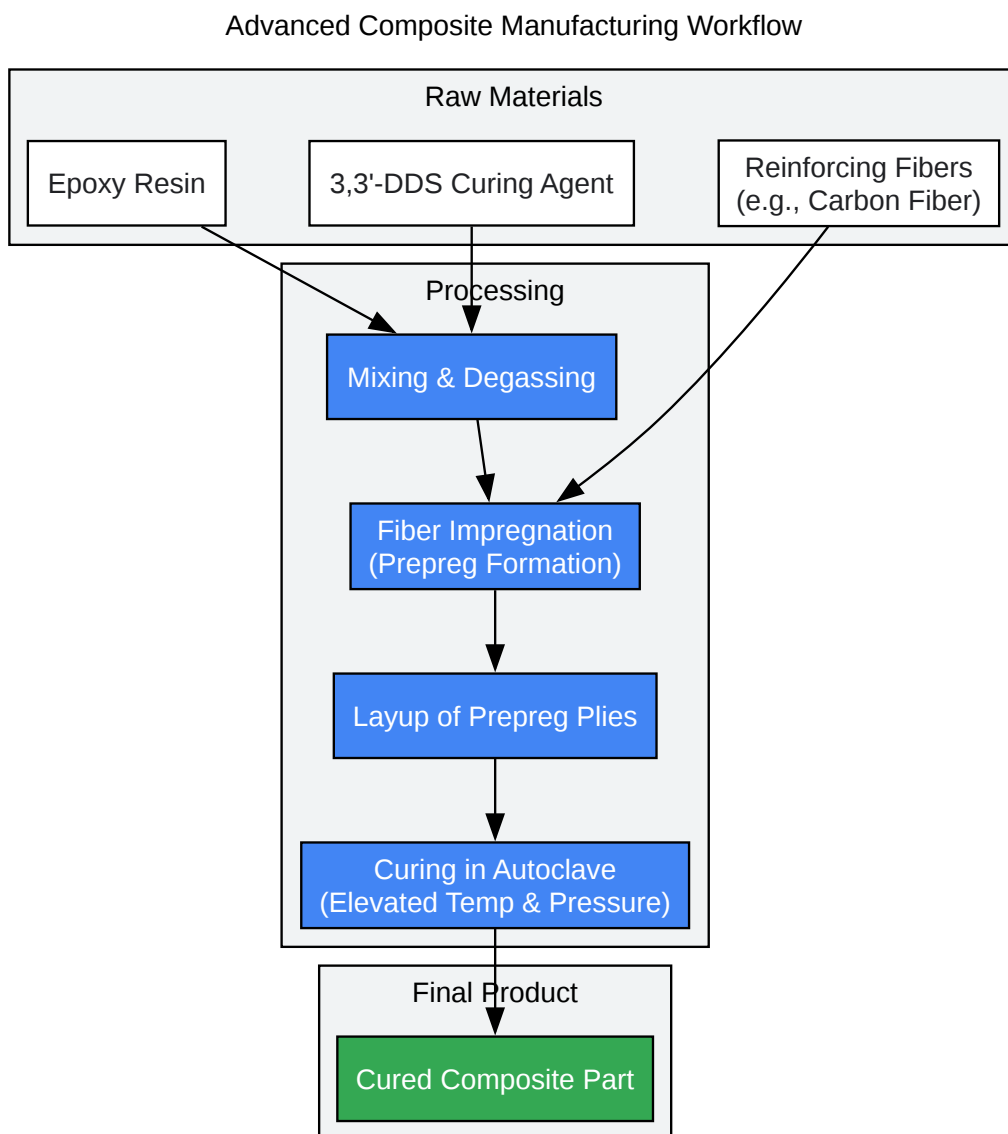 Advanced Composite Manufacturing Workflow
Raw Materials
Epoxy Resin
3,3'-DDS Curing Agent
Reinforcing Fibers
(e.g., Carbon Fiber)
Processing
Mixing & Degassing
Fiber Impregnation
(Prepreg Formation)
Layup of Prepreg Plies
Curing in Autoclave
(Elevated Temp & Pressure)
Final Product
Cured Composite Part